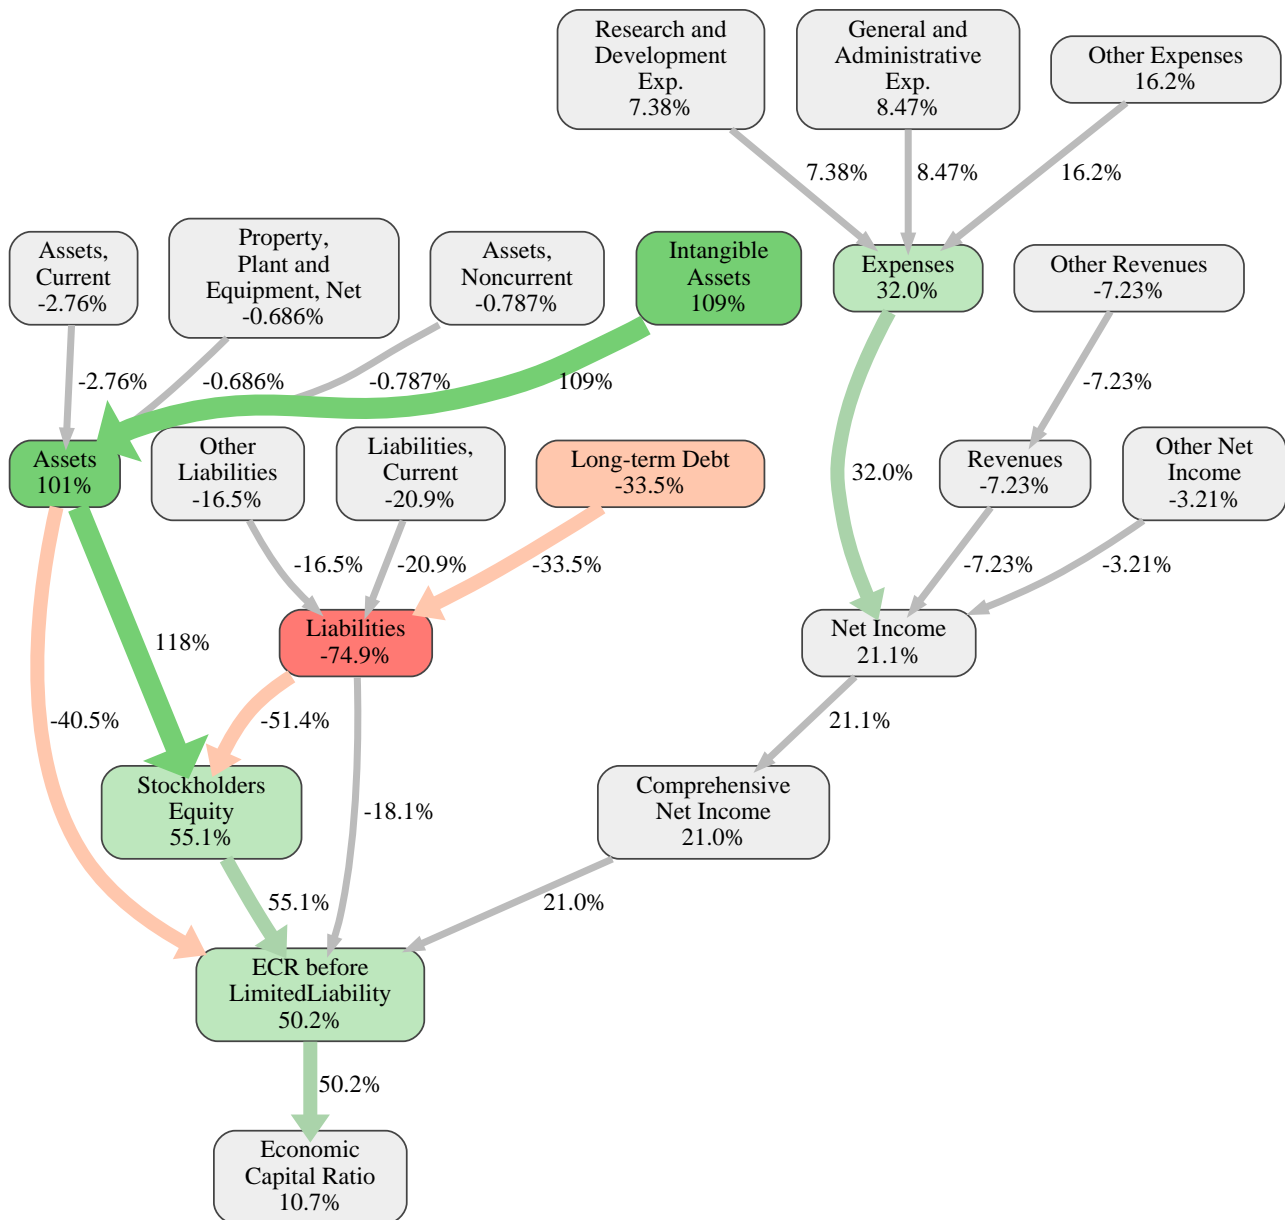 Research and
Development
Exp.
7.38%
General and
Administrative
Exp.
8.47%
Other Expenses
16.2%
7.38%
8.47%
16.2%
Assets,
Current
-2.76%
Property,
Plant and
Equipment, Net
-0.686%
Assets,
Noncurrent
-0.787%
Intangible
Assets
109%
Expenses
32.0%
Other Revenues
-7.23%
-2.76%
-0.686%
-0.787%
109%
-7.23%
Assets
101%
Other
Liabilities
-16.5%
Liabilities,
Current
-20.9%
Long-term Debt
-33.5%
32.0%
Revenues
-7.23%
Other Net
Income
-3.21%
-16.5%
-20.9%
-33.5%
-7.23%
-3.21%
118%
Liabilities
-74.9%
Net Income
21.1%
-40.5%
-51.4%
21.1%
Stockholders
Equity
55.1%
-18.1%
Comprehensive
Net Income
21.0%
55.1%
21.0%
ECR before
LimitedLiability
50.2%
50.2%
Economic
Capital Ratio
10.7%